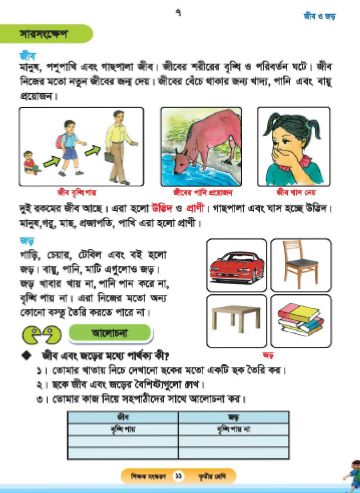 ৭
জীব ও জড়
সারসংক্ষেপ
জীব
মানুষ, পশুপাখি এবং গাছপালা জীব। জীবের শরীরের বৃদ্ধি ও পরিবর্তন ঘটে। জীব
নিজের মতো নতুন জীবের জন্ম দেয়। জীবের বেঁচে থাকার জন্য খাদ্য, পানি এবং বায়ু
প্রয়োজন।
জীব বৃদ্ধি পায়
জীবের পানি প্রয়োজন
জীব শ্বাস নেয়
দুই রকমের জীব আছে। এরা হলো উদ্ভিদ ও প্রাণী। গাছপালা এবং ঘাস হচ্ছে উদ্ভিদ।
মানুষ,গরু, মাছ, প্রজাপতি, পাখি এরা হলো প্রাণী।
জড়
গাড়ি, চেয়ার, টেবিল এবং বই হলো
জড়। বায়ু, পানি, মাটি এগুলোও জড়।
জড় খাবার খায় না, পানি পান করে না,
বৃদ্ধি পায় না। এরা নিজের মতো অন্য
কোনো বস্তু তৈরি করতে পারে না।
জড়
আলোচনা
❖ জীব এবং জড়ের মধ্যে পার্থক্য কী?
১। তোমার খাতায় নিচে দেখানো ছকের মতো একটি ছক তৈরি কর।
২। ছকে জীব এবং জড়ের বৈশিষ্ট্যগুলো লেখ।
৩। তোমার কাজ নিয়ে সহপাঠীদের সাথে আলোচনা কর।
জীব জড়
বৃদ্ধি পায় বৃদ্ধি পায় না
শিক্ষক সংস্করণ ১১ তৃতীয় শ্রেণি